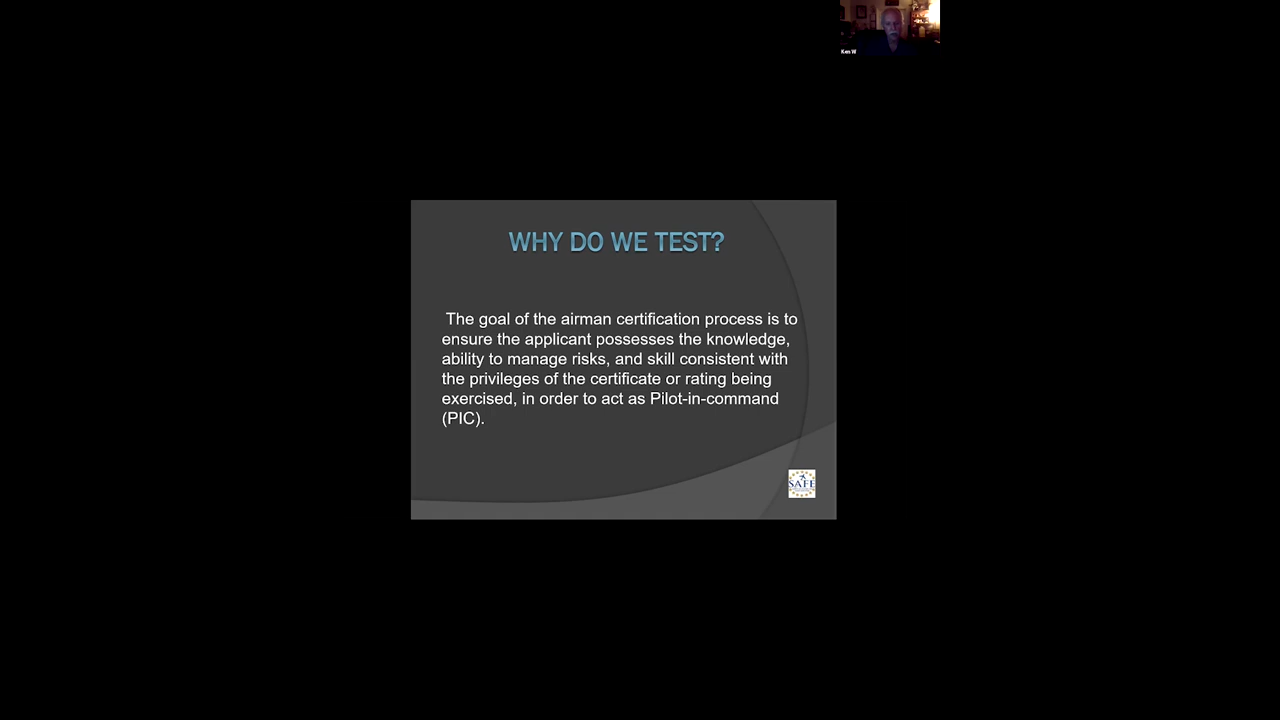 Ken W
WHY DO WE TEST?
The goal of the airman certification process is to
ensure the applicant possesses the knowledge,
ability to manage risks, and skill consistent with
the privileges of the certificate or rating being
exercised, in order to act as Pilot-in-command
(PIC).
SAFE